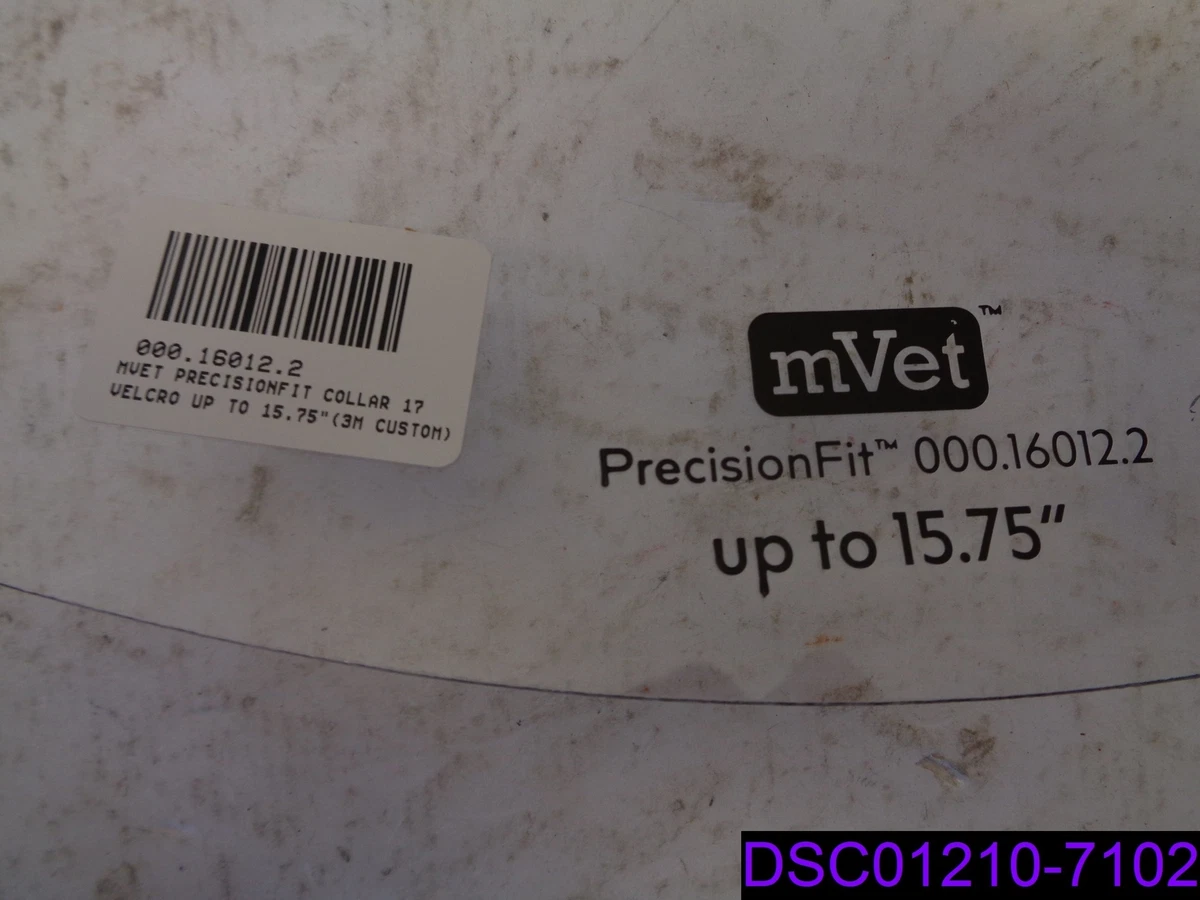 000.16012.2
MVET PRECISIONFIT COLLAR 17
VELCRO UP TO 15.75"(3M CUSTOM)
mVet™
PrecisionFit™ 000.16012.2
up to 15.75"
DSC01210-7102